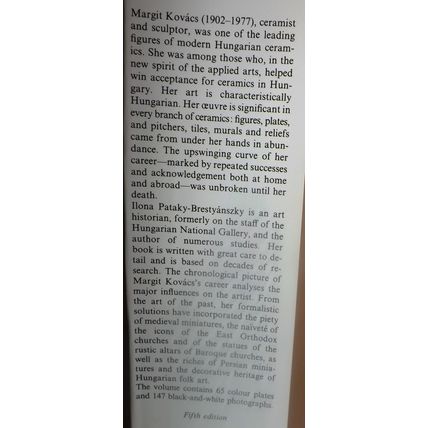 Margit Kovács (1902–1977), ceramist
and sculptor, was one of the leading
figures of modern Hungarian ceram-
ics. She was among those who, in the
new spirit of the applied arts, helped
win acceptance for ceramics in Hun-
gary. Her art is characteristically
Hungarian. Her œuvre is significant in
every branch of ceramics: figures, plates,
and pitchers, tiles, murals and reliefs
came from under her hands in abun-
dance. The upswinging curve of her
career—marked by repeated successes
and acknowledgement both at home
and abroad—was unbroken until her
death.
Ilona Pataky-Brestyánszky is an art
historian, formerly on the staff of the
Hungarian National Gallery, and the
author of numerous studies. Her
book is written with great care to de-
tail and is based on decades of re-
search. The chronological picture of
Margit Kovács's career analyses the
major influences on the artist. From
the art of the past, her formalistic
solutions have incorporated the piety
of medieval miniatures, the naïveté of
the icons of the East Orthodox
churches and of the statues of the
rustic altars of Baroque churches, as
well as the riches of Persian minia-
tures and the decorative heritage of
Hungarian folk art.
The volume contains 65 colour plates
and 147 black-and-white photographs.
Fifth edition